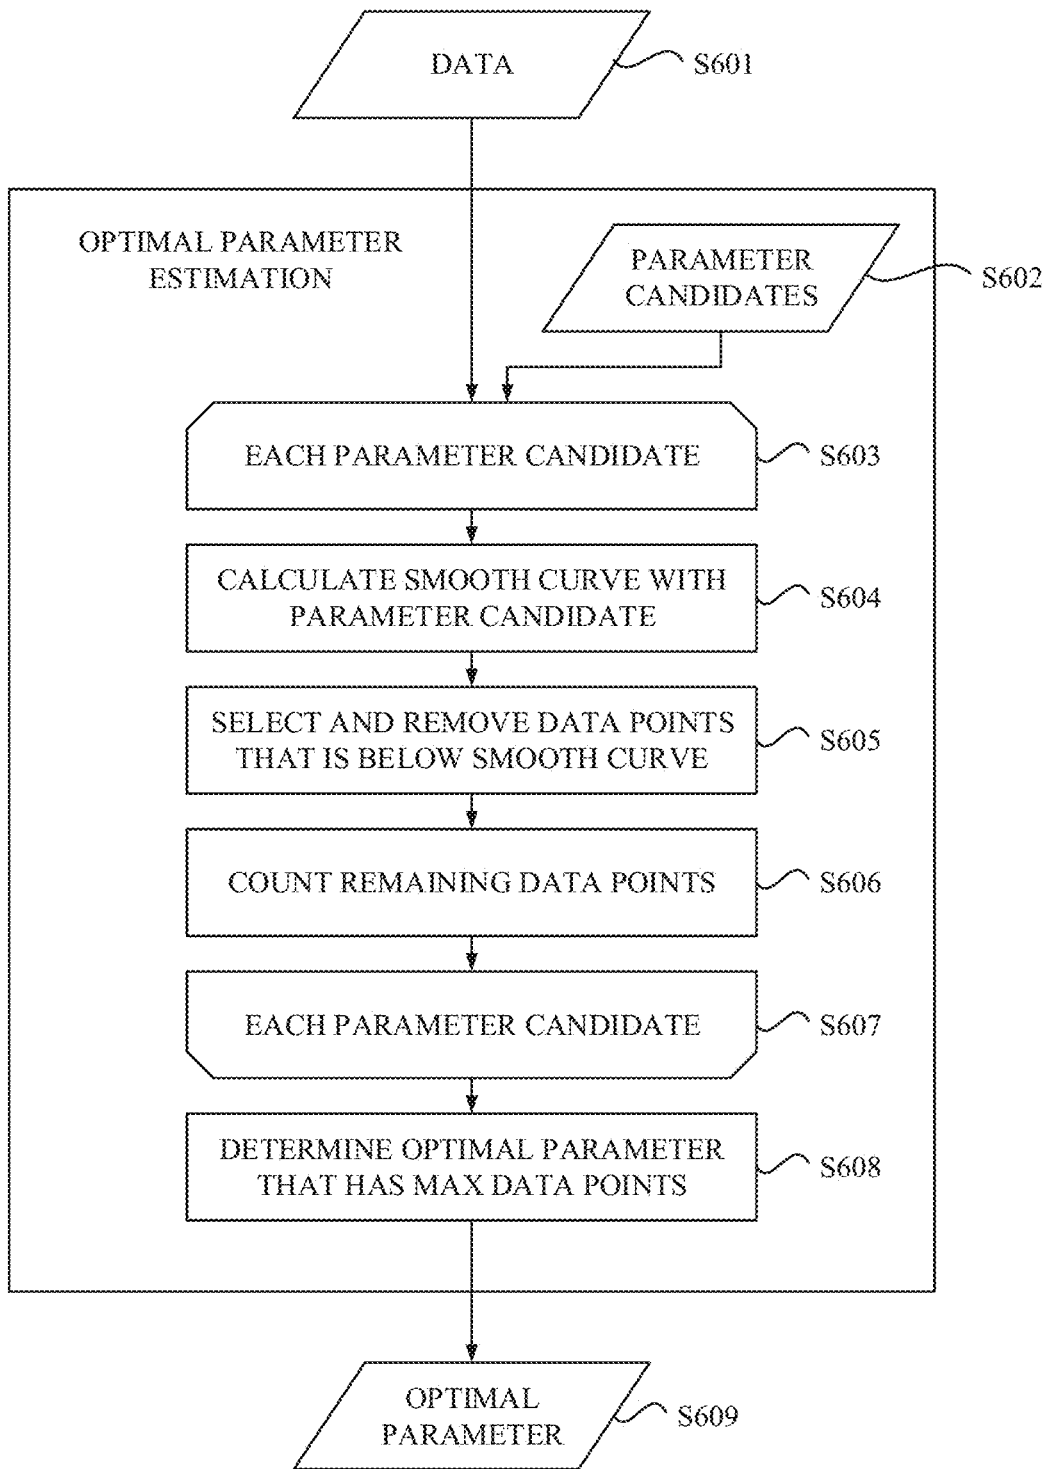 DATA
S601
OPTIMAL PARAMETER
ESTIMATION
PARAMETER
CANDIDATES
S602
EACH PARAMETER CANDIDATE
S603
CALCULATE SMOOTH CURVE WITH
PARAMETER CANDIDATE
S604
SELECT AND REMOVE DATA POINTS
THAT IS BELOW SMOOTH CURVE
S605
COUNT REMAINING DATA POINTS
S606
EACH PARAMETER CANDIDATE
S607
DETERMINE OPTIMAL PARAMETER
THAT HAS MAX DATA POINTS
S608
OPTIMAL
PARAMETER
S609